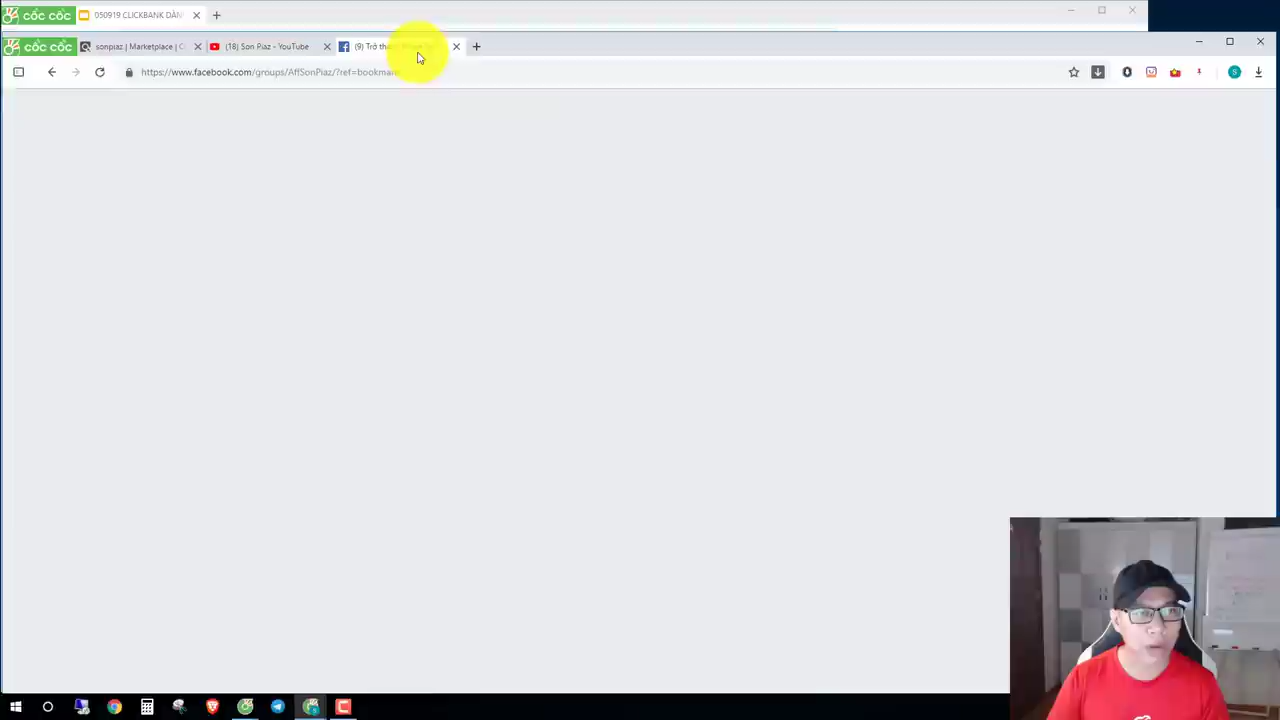 cốc cốc
050919 CLICKBANK DÀN
cốc cốc
sonpiaz | Marketplace | C
(18) Son Piaz - YouTube
(9) Trở th
https://www.facebook.com/groups/AffSonPiaz/?ref=bookmark
S